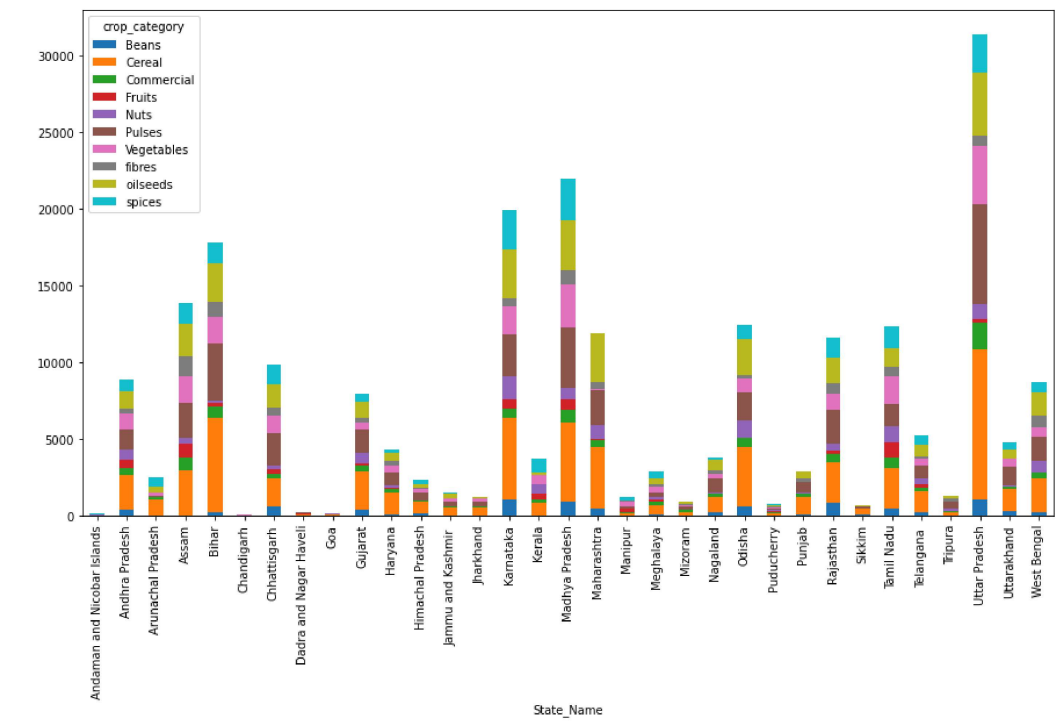 crop_category
Beans
Cereal
Commercial
Fruits
Nuts
Pulses
Vegetables
fibres
oilseeds
spices
30000
25000
20000
15000
10000
5000
0
Andaman and Nicobar Islands
Andhra Pradesh
Arunachal Pradesh
Assam
Bihar
Chandigarh
Chhattisgarh
Dadra and Nagar Haveli
Goa
Gujarat
Haryana
Himachal Pradesh
Jammu and Kashmir
Jharkhand
Karnataka
Kerala
Madhya Pradesh
Maharashtra
Manipur
Meghalaya
Mizoram
Nagaland
Odisha
Puducherry
Punjab
Rajasthan
Sikkim
Tamil Nadu
Telangana
Tripura
Uttar Pradesh
Uttarakhand
West Bengal
State_Name